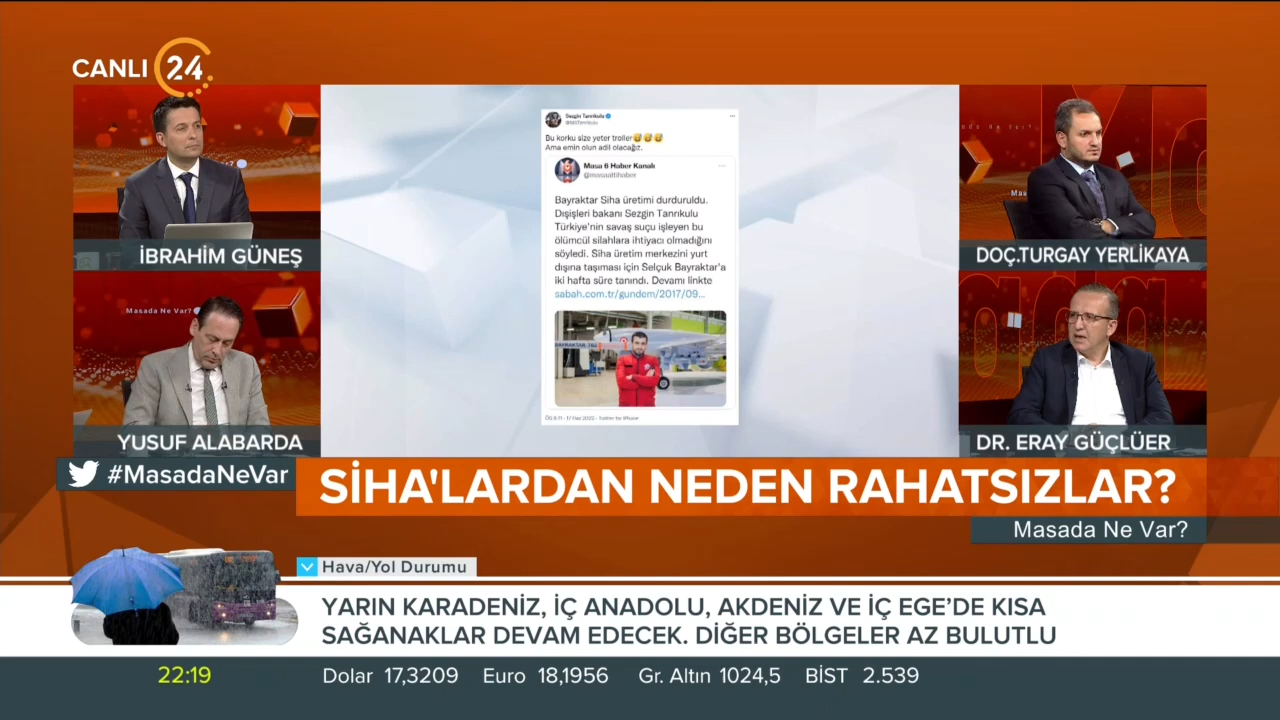 CANLI 24
Sezgin Tanrıkulu
@MSTanrikulu
Bu korku size yeter troller😅😅😅
Ama emin olun adil olacağız.
Masa 6 Haber Kanalı
@masaaltihaber
Bayraktar Siha üretimi durduruldu.
Dışişleri bakanı Sezgin Tanrıkulu
Türkiye'nin savaş suçu işleyen bu
ölümcül silahlara ihtiyacı olmadığını
söyledi. Siha üretim merkezini yurt
dışına taşıması için Selçuk Bayraktar'a
iki hafta süre tanındı. Devamı linkte
sabah.com.tr/gundem/2017/09...
BAYRAKTAR
İBRAHİM GÜNEŞ
DOÇ.TURGAY YERLİKAYA
Masada Ne Var?
YUSUF ALABARDA
DR. ERAY GÜÇLÜER
#MasadaNeVar
SİHA'LARDAN NEDEN RAHATSIZLAR?
Masada Ne Var?
Hava/Yol Durumu
YARIN KARADENİZ, İÇ ANADOLU, AKDENİZ VE İÇ EGE'DE KISA
SAĞANAKLAR DEVAM EDECEK. DİĞER BÖLGELER AZ BULUTLU
22:19 Dolar 17,3209 Euro 18,1956 Gr. Altın 1024,5 BİST 2.539